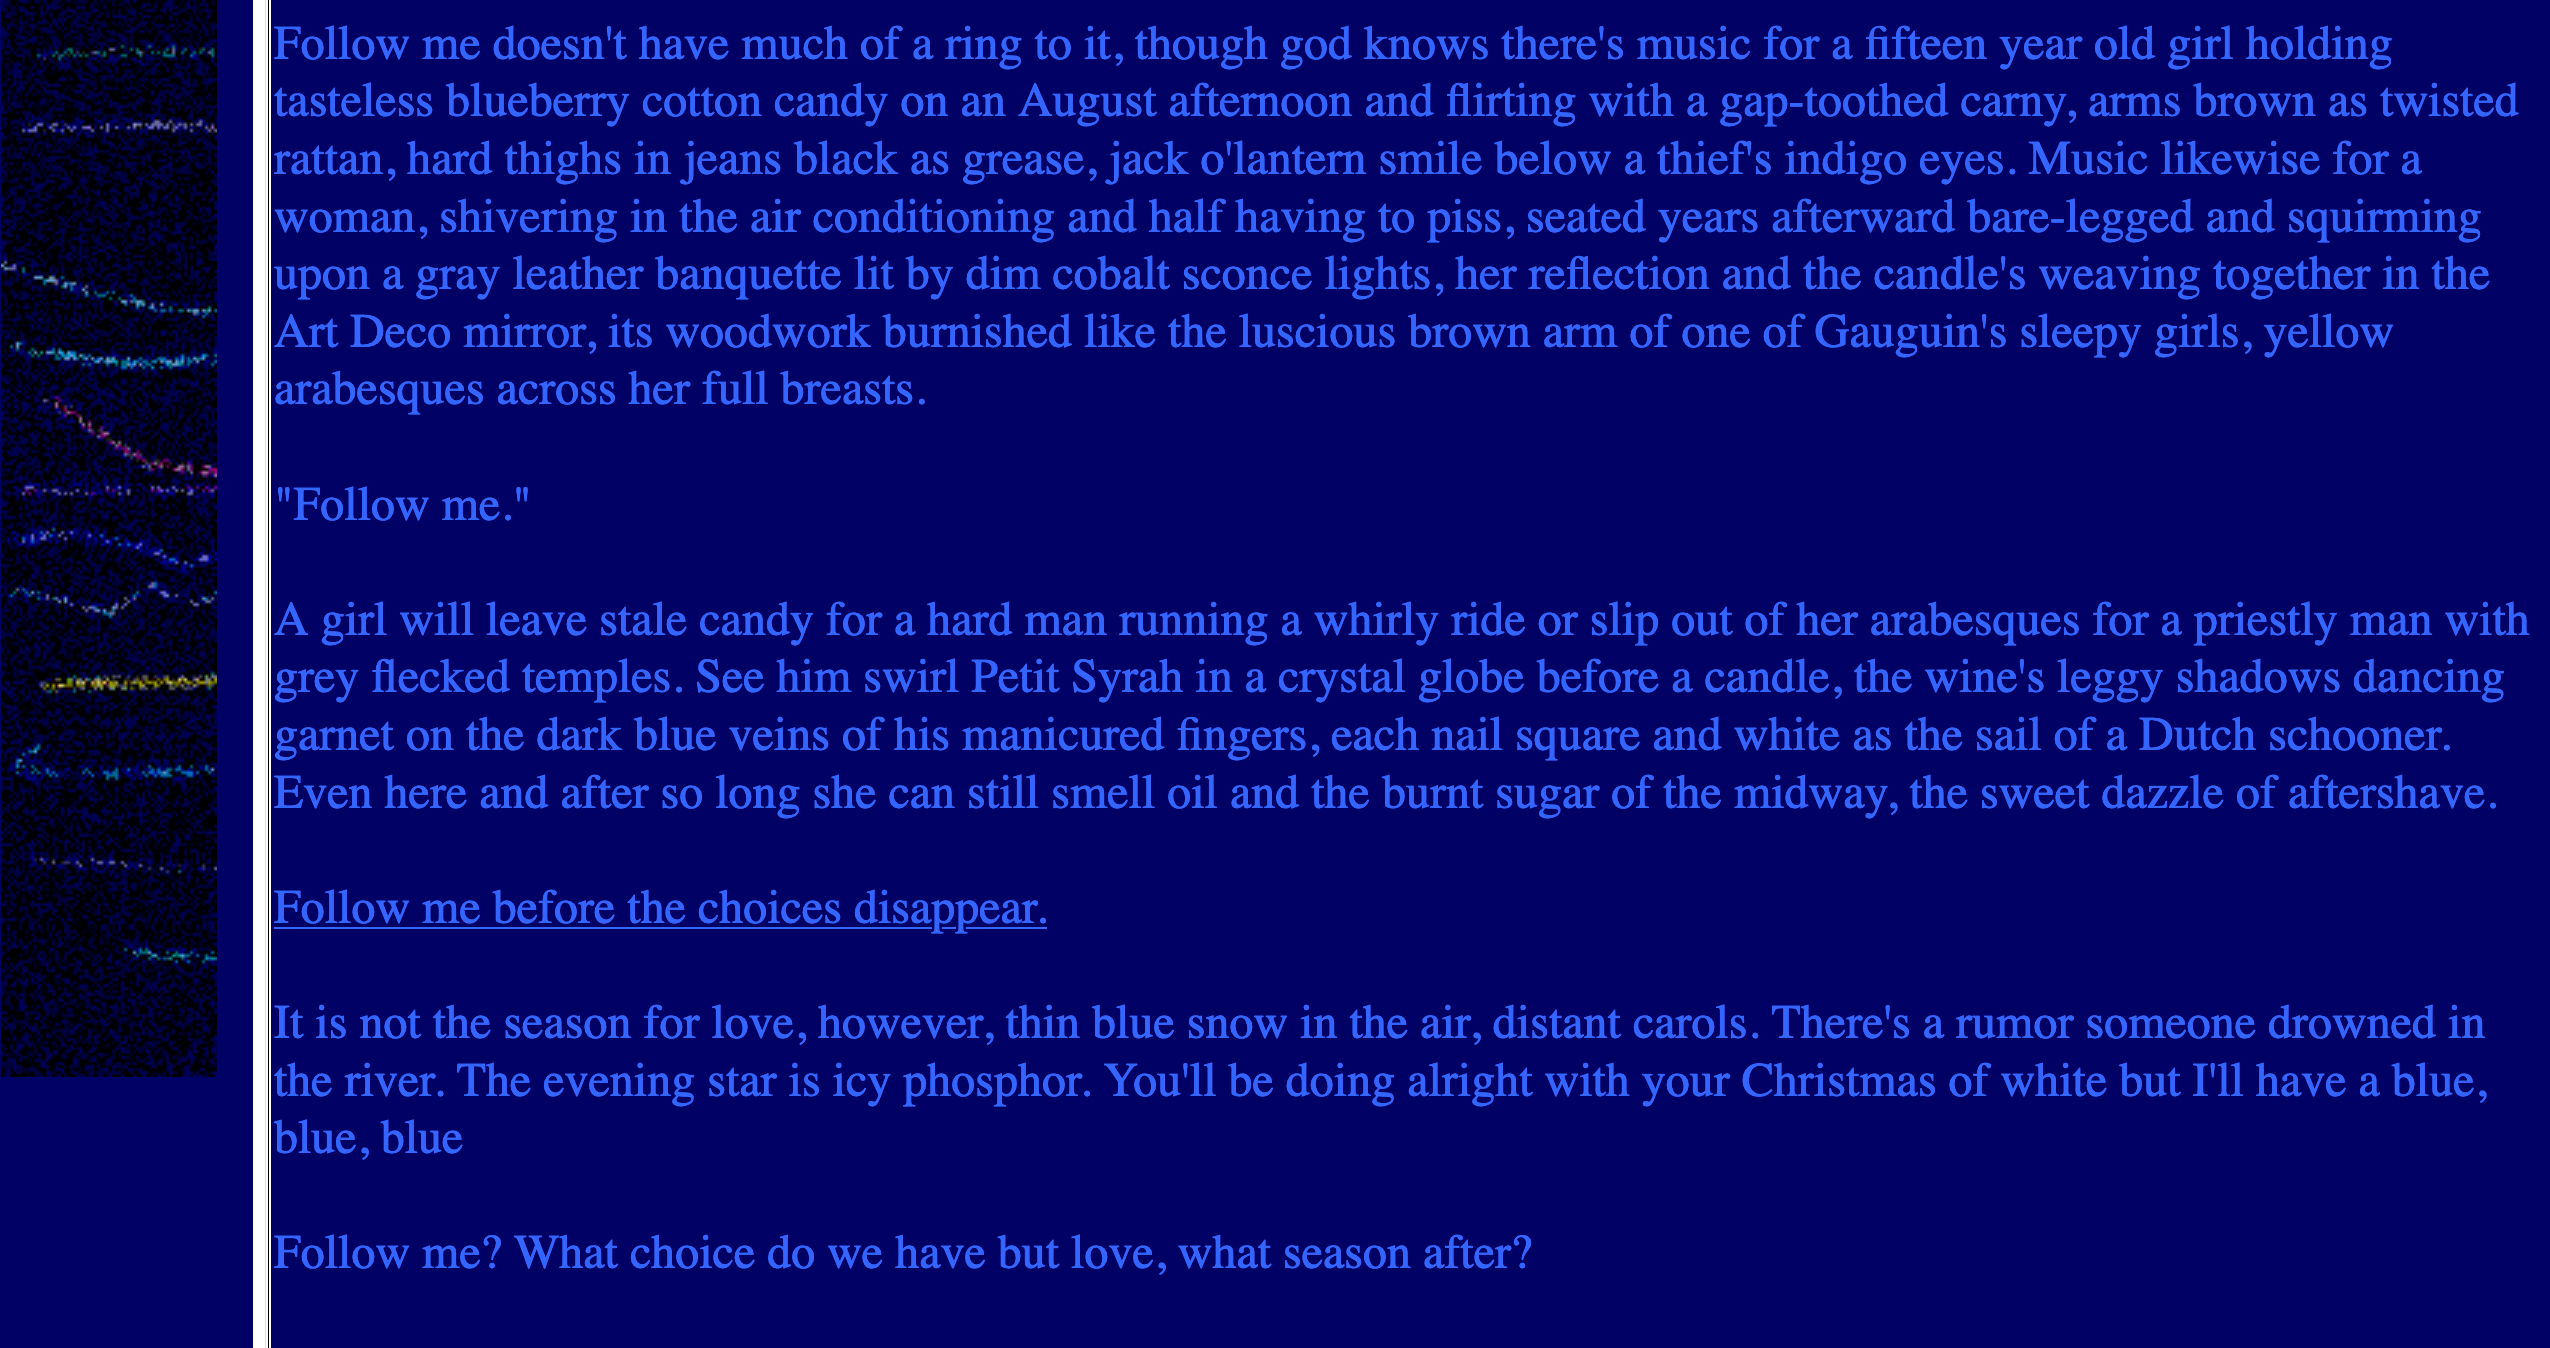 Follow me doesn't have much of a ring to it, though god knows there's music for a fifteen year old girl holding
tasteless blueberry cotton candy on an August afternoon and flirting with a gap-toothed carny, arms brown as twisted
rattan, hard thighs in jeans black as grease, jack o'lantern smile below a thief's indigo eyes. Music likewise for a
woman, shivering in the air conditioning and half having to piss, seated years afterward bare-legged and squirming
upon a gray leather banquette lit by dim cobalt sconce lights, her reflection and the candle's weaving together in the
Art Deco mirror, its woodwork burnished like the luscious brown arm of one of Gauguin's sleepy girls, yellow
arabesques across her full breasts.
"Follow me."
A girl will leave stale candy for a hard man running a whirly ride or slip out of her arabesques for a priestly man with
grey flecked temples. See him swirl Petit Syrah in a crystal globe before a candle, the wine's leggy shadows dancing
garnet on the dark blue veins of his manicured fingers, each nail square and white as the sail of a Dutch schooner.
Even here and after so long she can still smell oil and the burnt sugar of the midway, the sweet dazzle of aftershave.
Follow me before the choices disappear.
It is not the season for love, however, thin blue snow in the air, distant carols. There's a rumor someone drowned in
the river. The evening star is icy phosphor. You'll be doing alright with your Christmas of white but I'll have a blue,
blue, blue
Follow me? What choice do we have but love, what season after?